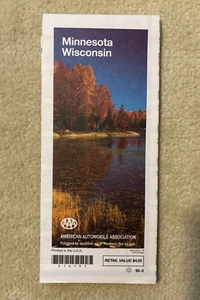 Minnesota
Wisconsin
AAA
AMERICAN AUTOMOBILE ASSOCIATION
Printed in the U.S.A.
RETAIL VALUE $4.00